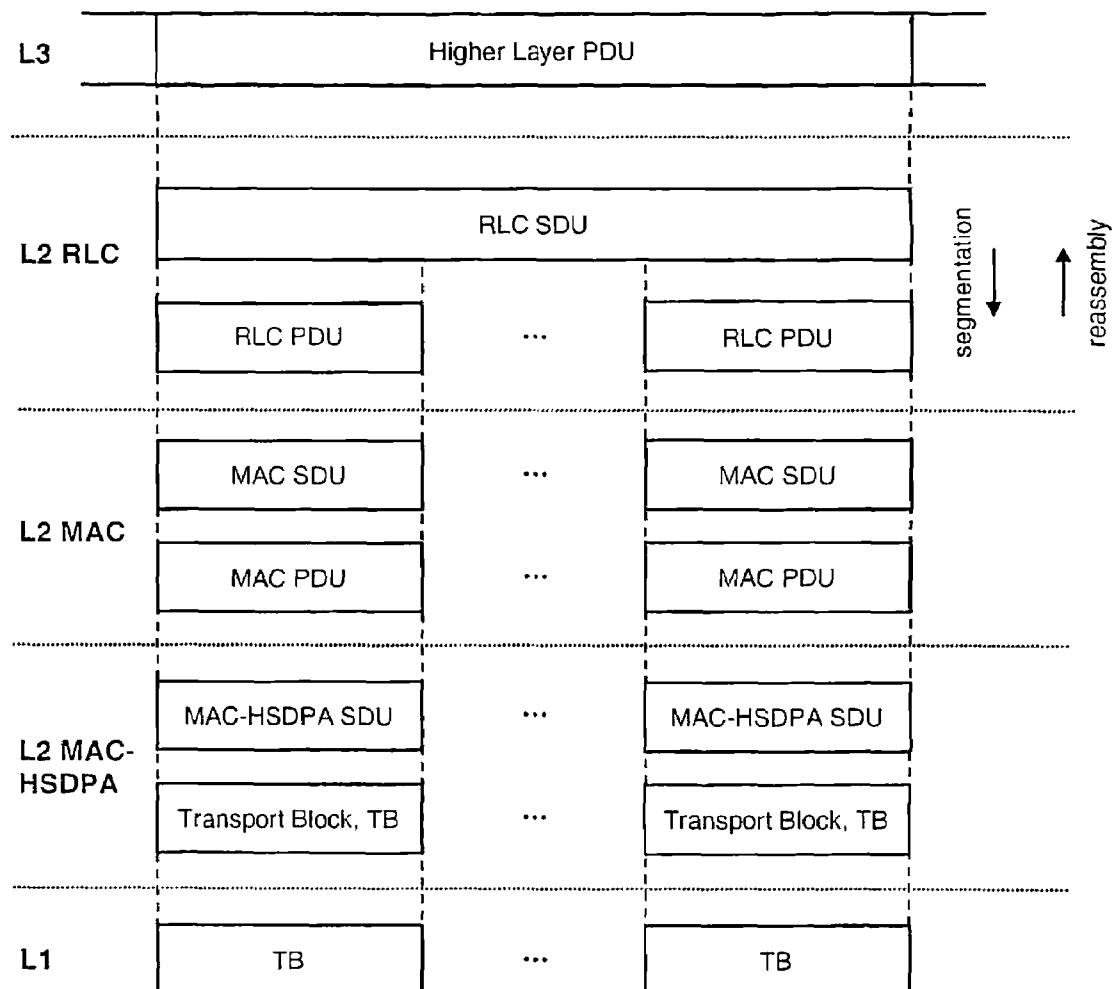 L3
Higher Layer PDU
L2 RLC
RLC SDU
RLC PDU ... RLC PDU
segmentation
reassembly
L2 MAC
MAC SDU ... MAC SDU
MAC PDU ... MAC PDU
L2 MAC-
HSDPA
MAC-HSDPA SDU ... MAC-HSDPA SDU
Transport Block, TB ... Transport Block, TB
L1
TB ... TB